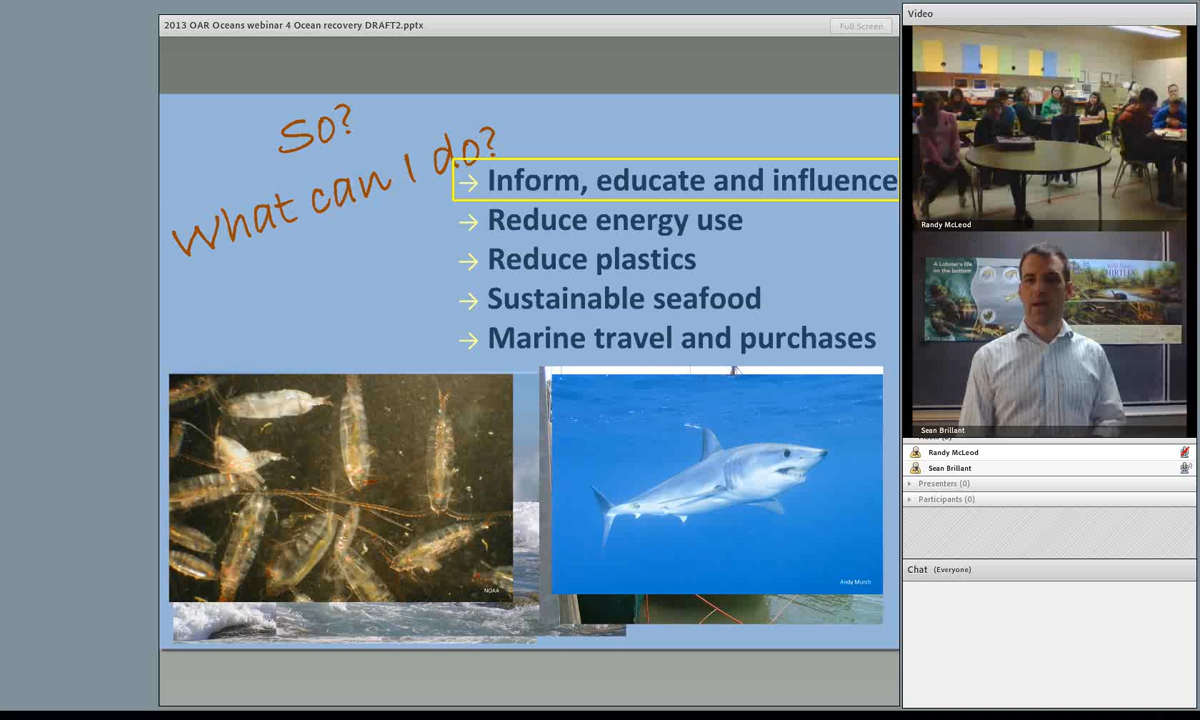 2013 OAR Oceans webinar 4 Ocean recovery DRAFT2.pptx
Full Screen
So?
What can I do?
→ Inform, educate and influence
→ Reduce energy use
→ Reduce plastics
→ Sustainable seafood
→ Marine travel and purchases
NOAA
Andy Murch
Video
Randy McLeod
A Lobster's life
on the bottom
TURTLES
Sean Brillant
Randy McLeod
Sean Brillant
Presenters (0)
Participants (0)
Chat (Everyone)